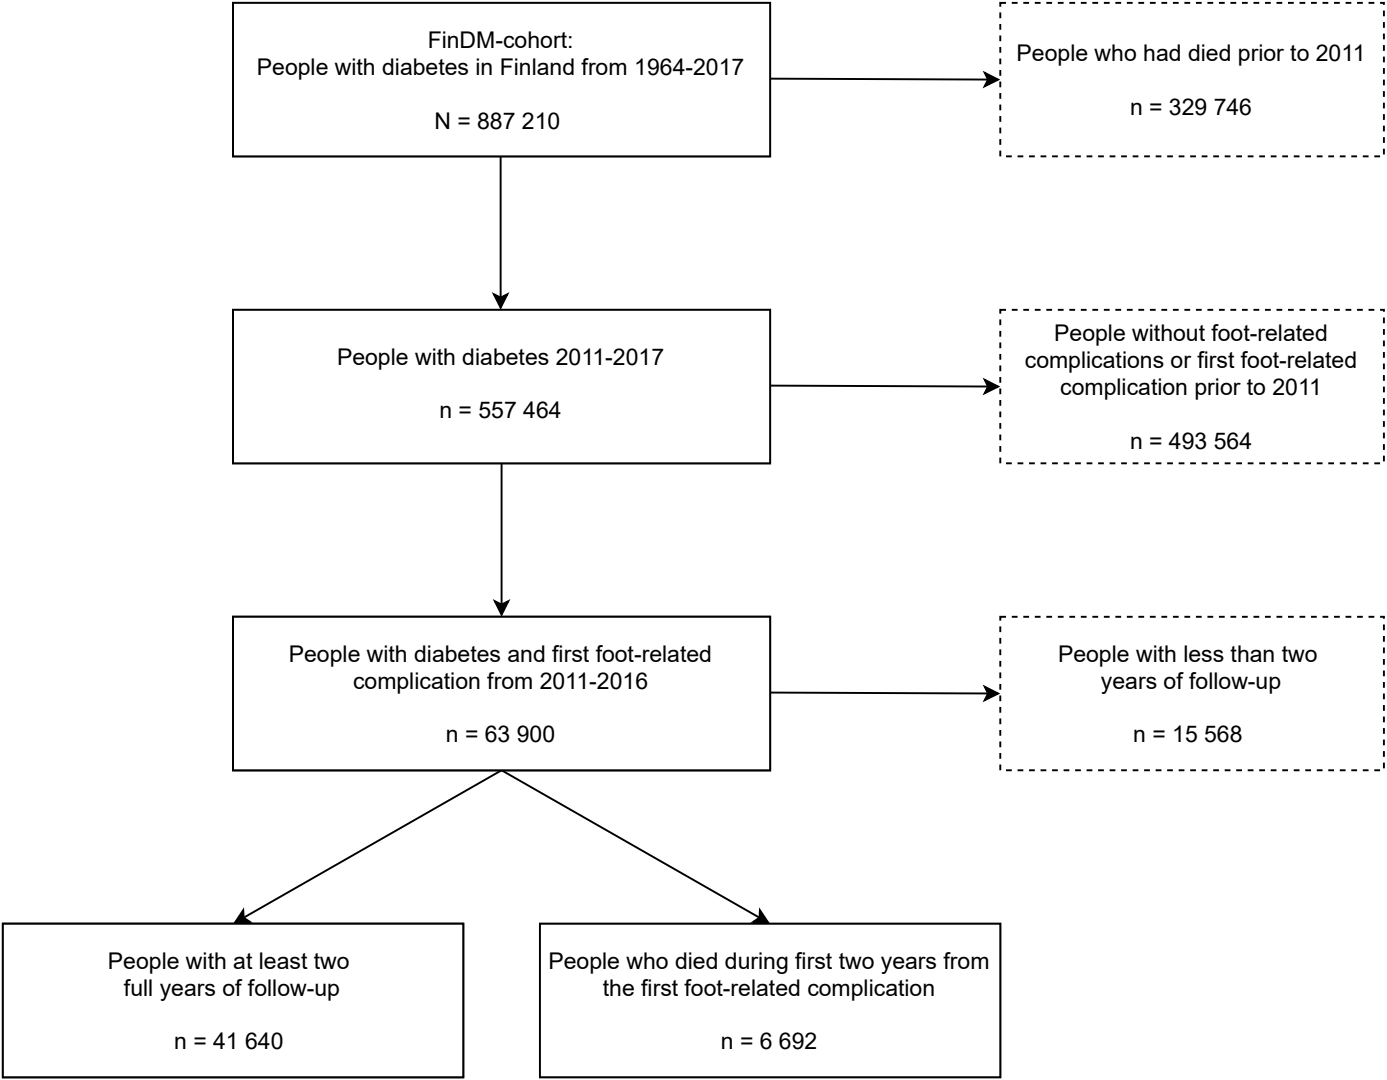 FinDM-cohort:
People with diabetes in Finland from 1964-2017
N = 887 210
People who had died prior to 2011
n = 329 746
People with diabetes 2011-2017
n = 557 464
People without foot-related
complications or first foot-related
complication prior to 2011
n = 493 564
People with diabetes and first foot-related
complication from 2011-2016
n = 63 900
People with less than two
years of follow-up
n = 15 568
People with at least two
full years of follow-up
n = 41 640
People who died during first two years from
the first foot-related complication
n = 6 692